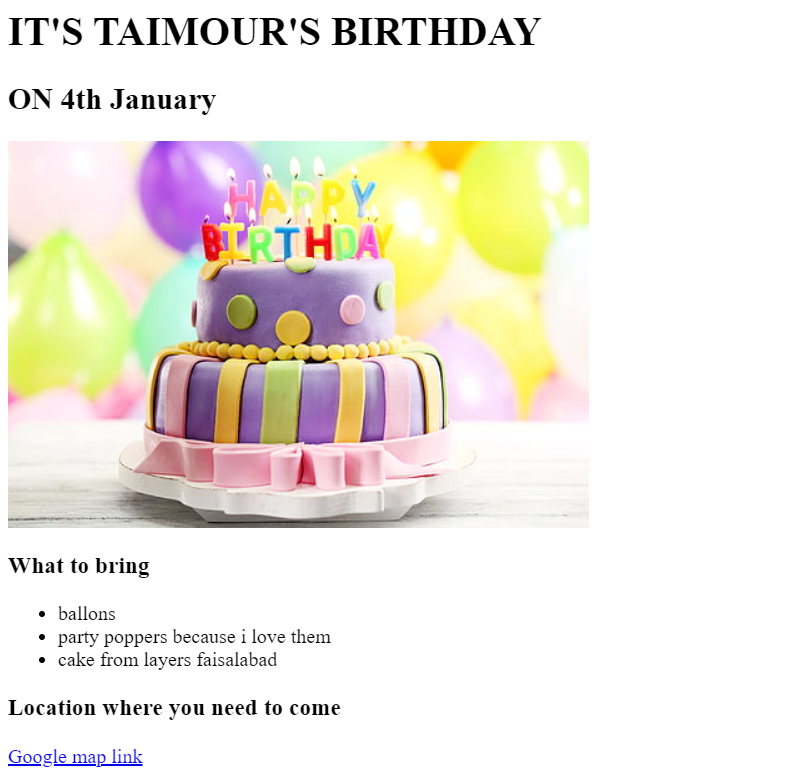 IT'S TAIMOUR'S BIRTHDAY
ON 4th January
HAPPY
BIRTHDAY
What to bring
ballons
party poppers because i love them
cake from layers faisalabad
Location where you need to come
Google map link